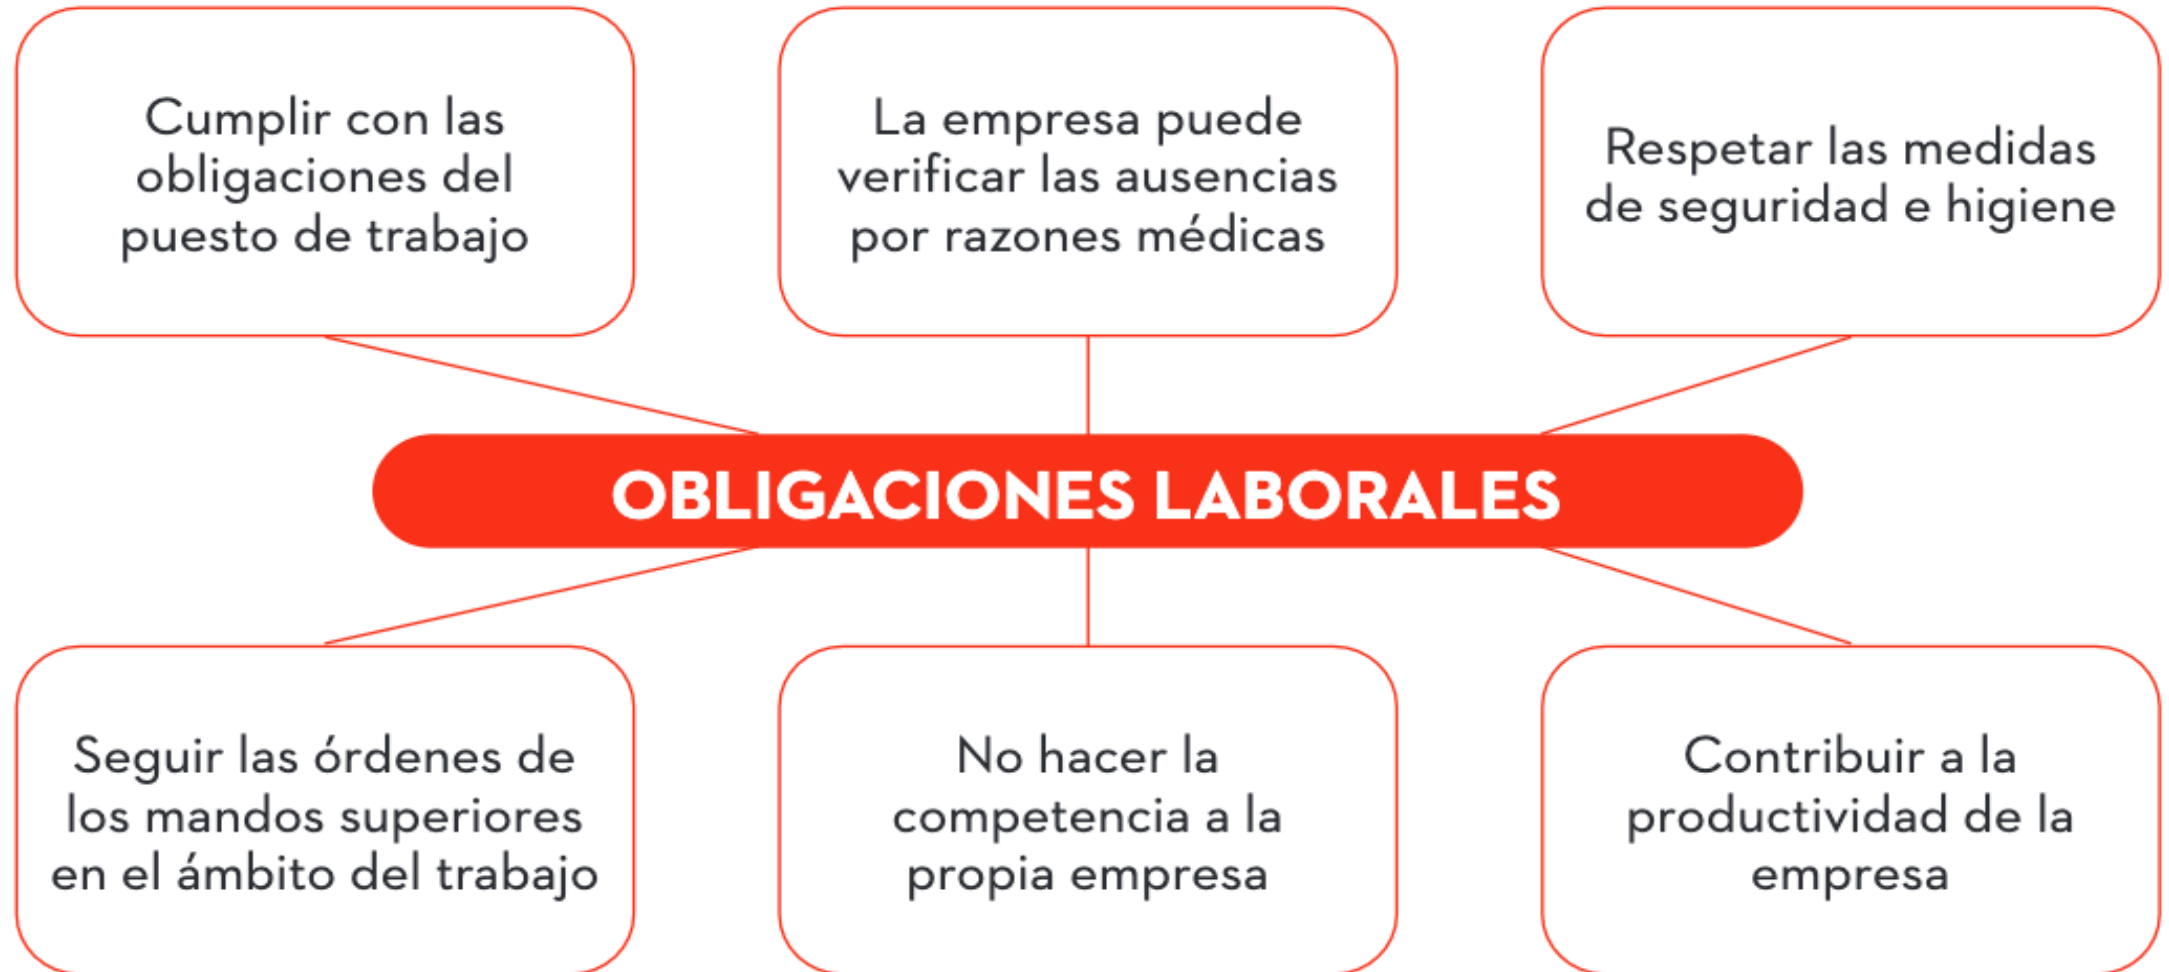 Cumplir con las
obligaciones del
puesto de trabajo
La empresa puede
verificar las ausencias
por razones médicas
Respetar las medidas
de seguridad e higiene
OBLIGACIONES LABORALES
Seguir las órdenes de
los mandos superiores
en el ámbito del trabajo
No hacer la
competencia a la
propia empresa
Contribuir a la
productividad de la
empresa